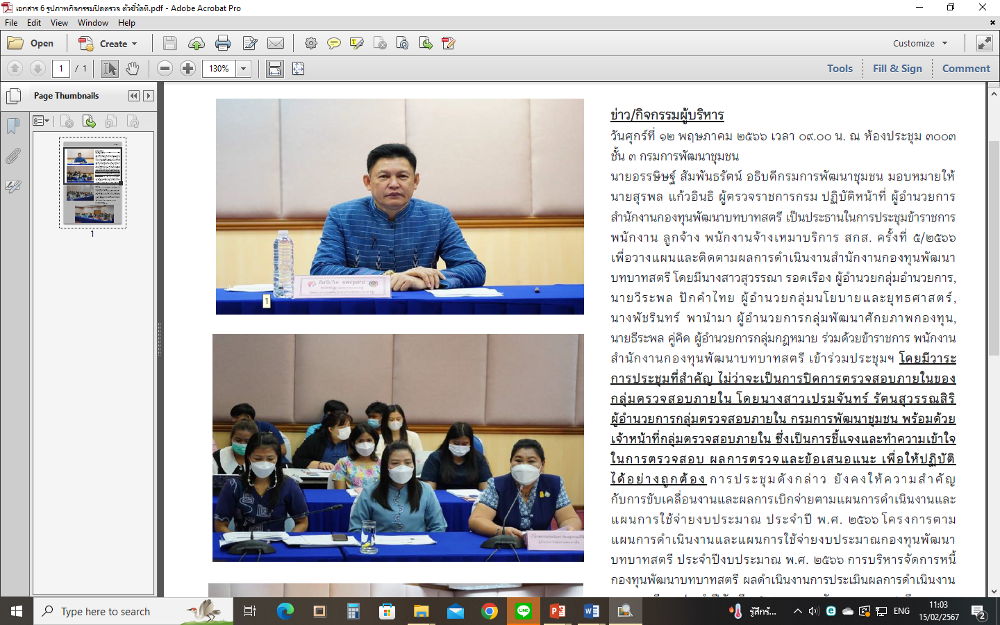 เอกสาร 6 รูปภาพกิจกรรมปิดตรวจ ตัวชี้วัดที่.pdf - Adobe Acrobat Pro
File Edit View Window Help
Open Create Customize
1 / 1 130% Tools Fill & Sign Comment
Page Thumbnails
1
1
ข่าว/กิจกรรมผู้บริหาร
วันศุกร์ที่ ๑๒ พฤษภาคม ๒๕๖๖ เวลา ๐๙.๐๐ น. ณ ห้องประชุม ๓๐๐๓
ชั้น ๓ กรมการพัฒนาชุมชน
นายอรรษิษฐ์ สัมพันธรัตน์ อธิบดีกรมการพัฒนาชุมชน มอบหมายให้
นายสุรพล แก้วอินธิ ผู้ตรวจราชการกรม ปฏิบัติหน้าที่ ผู้อำนวยการ
สำนักงานกองทุนพัฒนาบทบาทสตรี เป็นประธานในการประชุมข้าราชการ
พนักงาน ลูกจ้าง พนักงานจ้างเหมาบริการ สกส. ครั้งที่ ๕/๒๕๖๖
เพื่อวางแผนและติดตามผลการดำเนินงานสำนักงานกองทุนพัฒนา
บทบาทสตรี โดยมีนางสาวสุวรรณา รอดเรือง ผู้อำนวยกลุ่มอำนวยการ,
นายวีระพล ปักคำไทย ผู้อำนวยกลุ่มนโยบายและยุทธศาสตร์,
นางพัชรินทร์ พานำมา ผู้อำนวยการกลุ่มพัฒนาศักยภาพกองทุน,
นายธีระพล คู่คิด ผู้อำนวยการกลุ่มกฎหมาย ร่วมด้วยข้าราชการ พนักงาน
สำนักงานกองทุนพัฒนาบทบาทสตรี เข้าร่วมประชุมฯ โดยมีวาระ
การประชุมที่สำคัญ ไม่ว่าจะเป็นการปิดการตรวจสอบภายในของ
กลุ่มตรวจสอบภายใน โดยนางสาวเปรมจันทร์ รัตนสุวรรณสิริ
ผู้อำนวยการกลุ่มตรวจสอบภายใน กรมการพัฒนาชุมชน พร้อมด้วย
เจ้าหน้าที่กลุ่มตรวจสอบภายใน ซึ่งเป็นการชี้แจงและทำความเข้าใจ
ในการตรวจสอบ ผลการตรวจและข้อเสนอแนะ เพื่อให้ปฏิบัติ
ได้อย่างถูกต้อง การประชุมดังกล่าว ยังคงให้ความสำคัญ
กับการขับเคลื่อนงานและผลการเบิกจ่ายตามแผนการดำเนินงานและ
แผนการใช้จ่ายงบประมาณ ประจำปี พ.ศ. ๒๕๖๖ โครงการตาม
แผนการดำเนินงานและแผนการใช้จ่ายงบประมาณกองทุนพัฒนา
บทบาทสตรี ประจำปีงบประมาณ พ.ศ. ๒๕๖๖ การบริหารจัดการหนี้
กองทุนพัฒนาบทบาทสตรี ผลดำเนินงานการประเมินผลการดำเนินงาน
Type here to search
LINE
รู้สึกร้...
ENG
11:03
15/02/2567
2